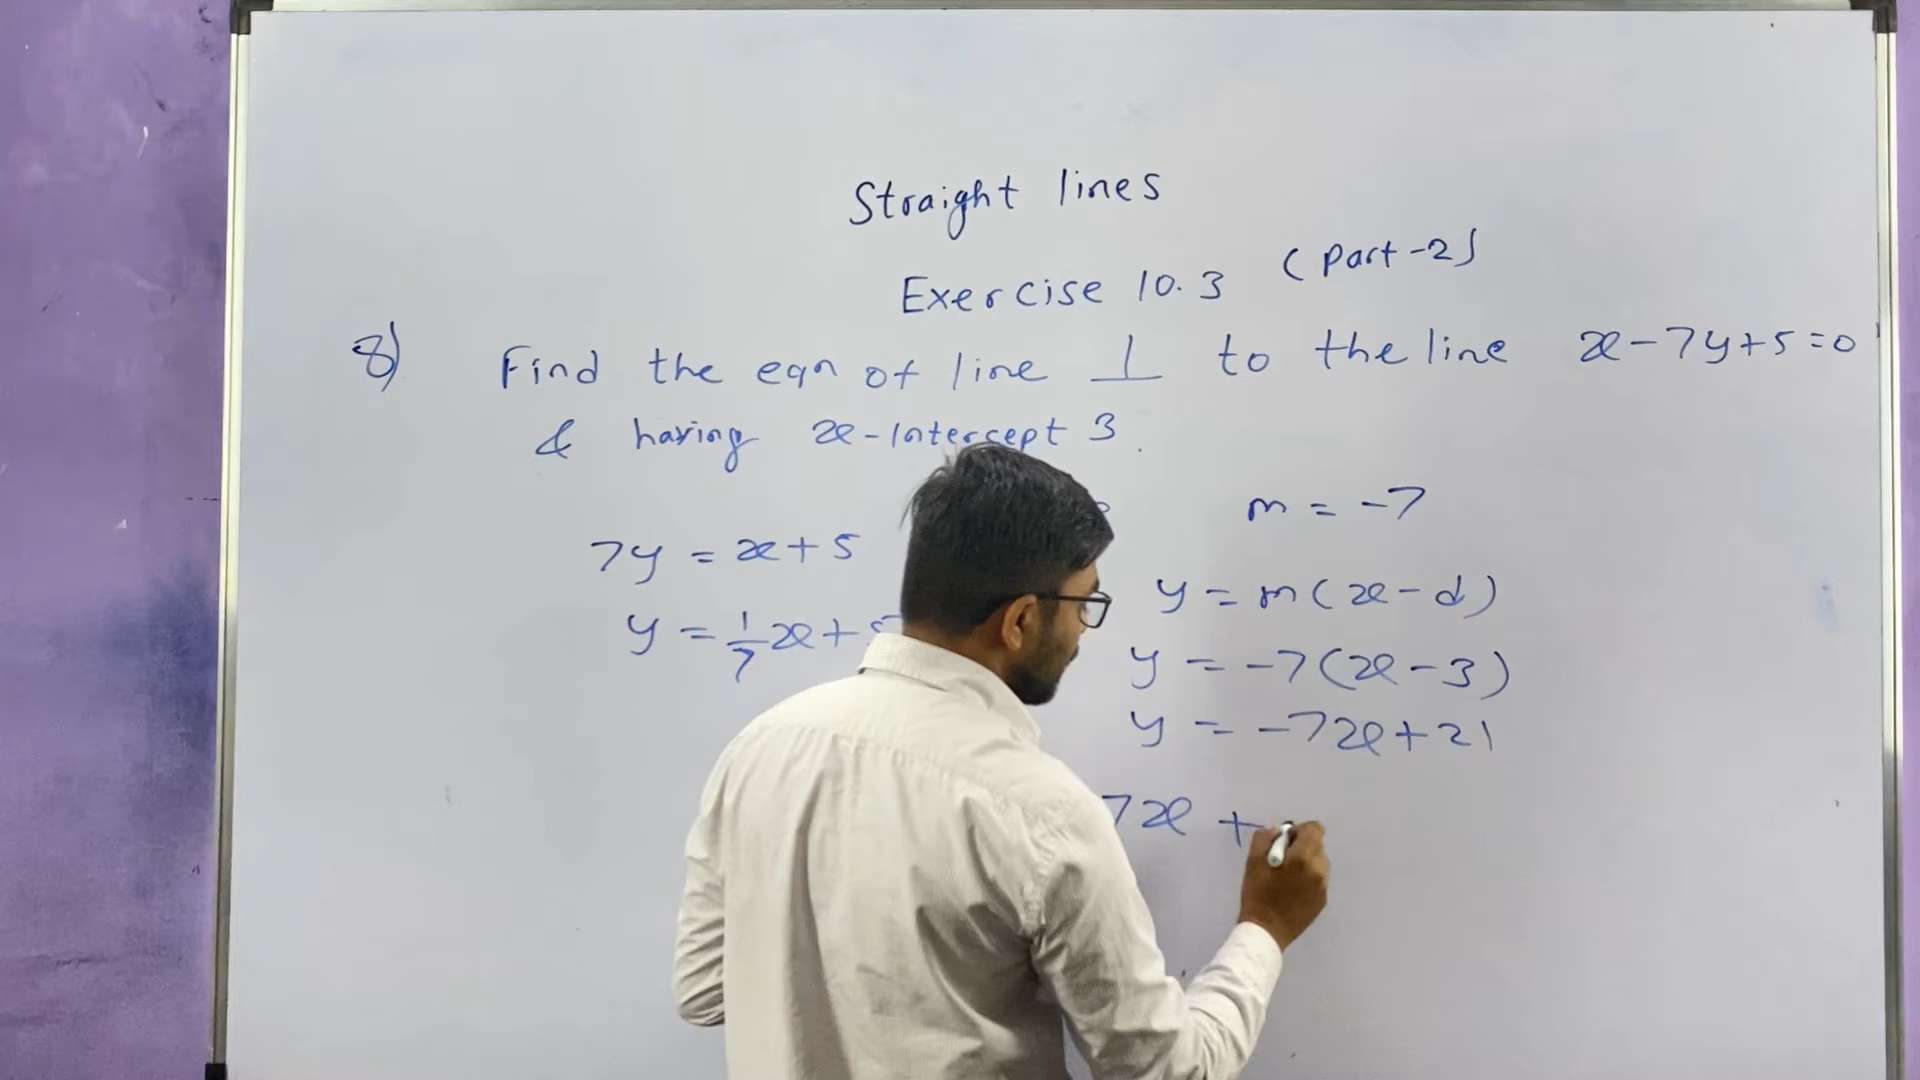 Straight lines
Exercise 10.3 (Part-2)
8) Find the eqn of line ⊥ to the line x-7y+5=0
& having x-Intercept 3.
7y = x+5
y = 1/7 x+
m = -7
y = m(x-d)
y = -7(x-3)
y = -7x+21
7x +